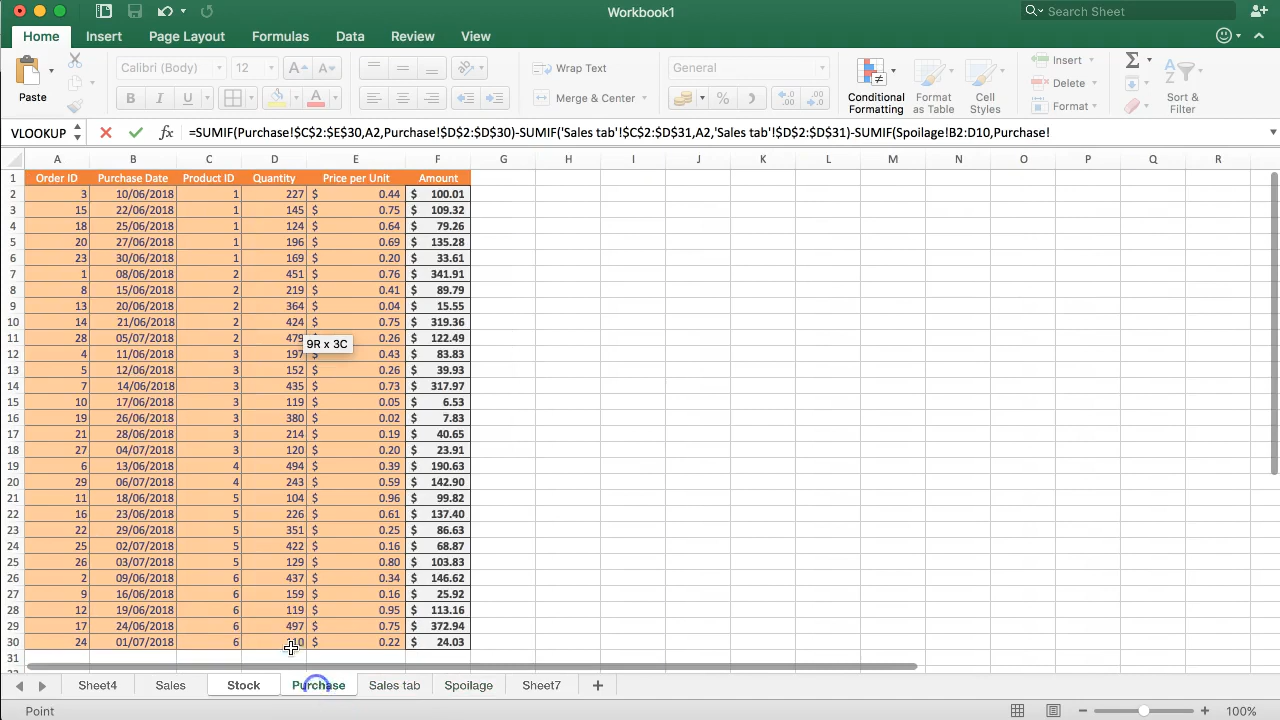 Workbook1
Search Sheet
Home Insert Page Layout Formulas Data Review View
Paste
Calibri (Body) 12
B I U
Wrap Text
Merge & Center
General
Conditional Formatting
Format as Table
Cell Styles
Insert
Delete
Format
Sort & Filter
VLOOKUP fx =SUMIF(Purchase!$C$2:$E$30,A2,Purchase!$D$2:$D$30)-SUMIF('Sales tab'!$C$2:$D$31,A2,'Sales tab'!$D$2:$D$31)-SUMIF(Spoilage!B2:D10,Purchase!
A B C D E F G H I J K L M N O P Q R
1 Order ID Purchase Date Product ID Quantity Price per Unit Amount
2 3 10/06/2018 1 227 $ 0.44 $ 100.01
3 15 22/06/2018 1 145 $ 0.75 $ 109.32
4 18 25/06/2018 1 124 $ 0.64 $ 79.26
5 20 27/06/2018 1 196 $ 0.69 $ 135.28
6 23 30/06/2018 1 169 $ 0.20 $ 33.61
7 1 08/06/2018 2 451 $ 0.76 $ 341.91
8 8 15/06/2018 2 219 $ 0.41 $ 89.79
9 13 20/06/2018 2 364 $ 0.04 $ 15.55
10 14 21/06/2018 2 424 $ 0.75 $ 319.36
11 28 05/07/2018 2 479 0.26 $ 122.49
9R x 3C
12 4 11/06/2018 3 197 $ 0.43 $ 83.83
13 5 12/06/2018 3 152 $ 0.26 $ 39.93
14 7 14/06/2018 3 435 $ 0.73 $ 317.97
15 10 17/06/2018 3 119 $ 0.05 $ 6.53
16 19 26/06/2018 3 380 $ 0.02 $ 7.83
17 21 28/06/2018 3 214 $ 0.19 $ 40.65
18 27 04/07/2018 3 120 $ 0.20 $ 23.91
19 6 13/06/2018 4 494 $ 0.39 $ 190.63
20 29 06/07/2018 4 243 $ 0.59 $ 142.90
21 11 18/06/2018 5 104 $ 0.96 $ 99.82
22 16 23/06/2018 5 226 $ 0.61 $ 137.40
23 22 29/06/2018 5 351 $ 0.25 $ 86.63
24 25 02/07/2018 5 422 $ 0.16 $ 68.87
25 26 03/07/2018 5 129 $ 0.80 $ 103.83
26 2 09/06/2018 6 437 $ 0.34 $ 146.62
27 9 16/06/2018 6 159 $ 0.16 $ 25.92
28 12 19/06/2018 6 119 $ 0.95 $ 113.16
29 17 24/06/2018 6 497 $ 0.75 $ 372.94
30 24 01/07/2018 6 $ 0.22 $ 24.03
31
Sheet4 Sales Stock Purchase Sales tab Spoilage Sheet7
Point 100%